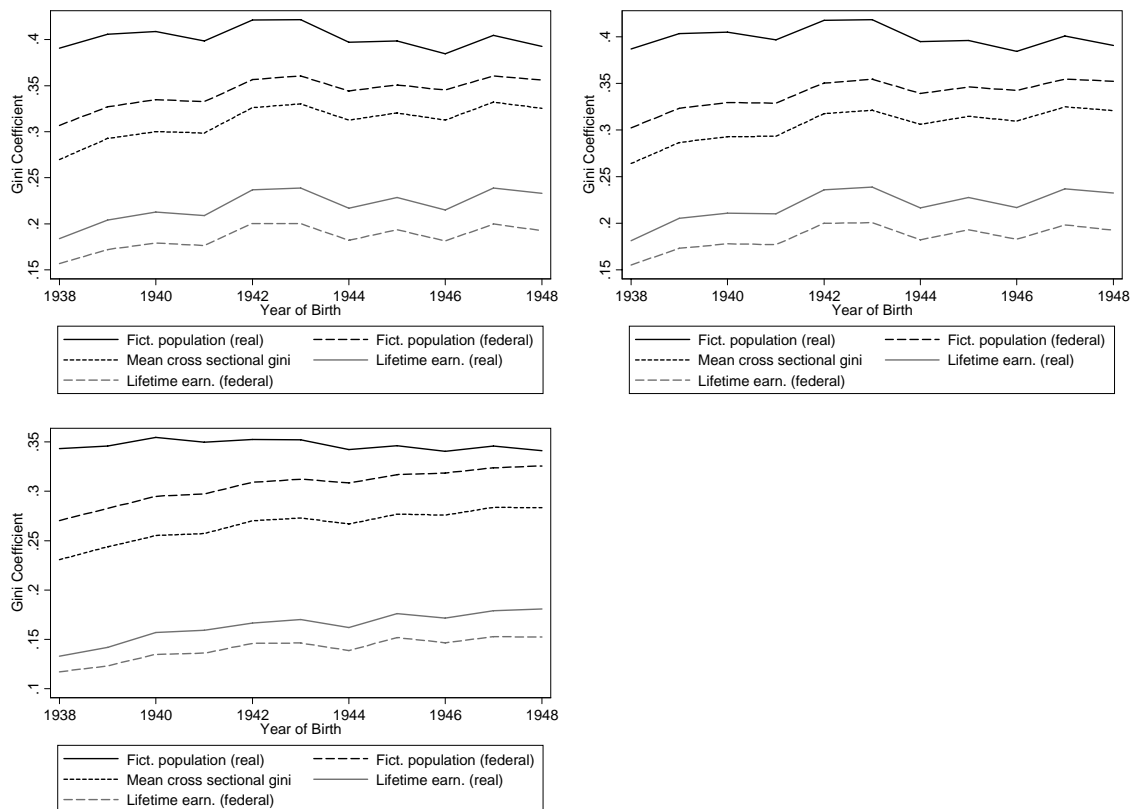 Gini Coefficient
.4
.35
.3
.25
.2
.15
1938 1940 1942 1944 1946 1948
Year of Birth
Fict. population (real) Fict. population (federal)
Mean cross sectional gini Lifetime earn. (real)
Lifetime earn. (federal)
Gini Coefficient
.4
.35
.3
.25
.2
.15
1938 1940 1942 1944 1946 1948
Year of Birth
Fict. population (real) Fict. population (federal)
Mean cross sectional gini Lifetime earn. (real)
Lifetime earn. (federal)
Gini Coefficient
.35
.3
.25
.2
.15
.1
1938 1940 1942 1944 1946 1948
Year of Birth
Fict. population (real) Fict. population (federal)
Mean cross sectional gini Lifetime earn. (real)
Lifetime earn. (federal)